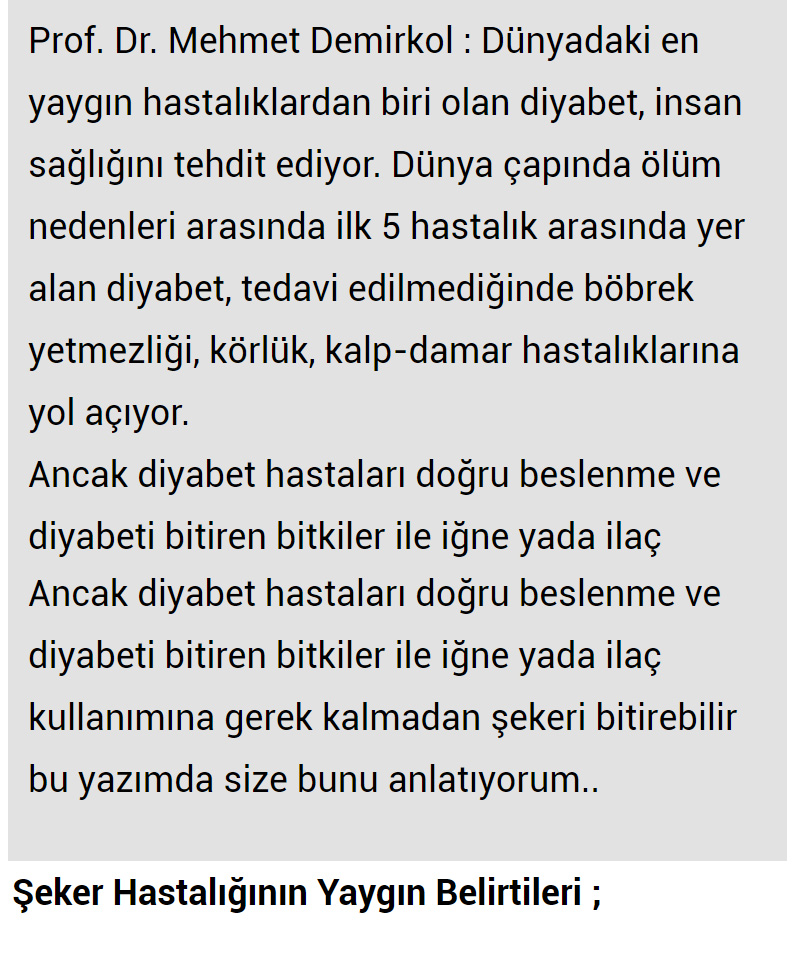 Prof. Dr. Mehmet Demirkol : Dünyadaki en
yaygın hastalıklardan biri olan diyabet, insan
sağlığını tehdit ediyor. Dünya çapında ölüm
nedenleri arasında ilk 5 hastalık arasında yer
alan diyabet, tedavi edilmediğinde böbrek
yetmezliği, körlük, kalp-damar hastalıklarına
yol açıyor.
Ancak diyabet hastaları doğru beslenme ve
diyabeti bitiren bitkiler ile iğne yada ilaç
Ancak diyabet hastaları doğru beslenme ve
diyabeti bitiren bitkiler ile iğne yada ilaç
kullanımına gerek kalmadan şekeri bitirebilir
bu yazımda size bunu anlatıyorum..
Şeker Hastalığının Yaygın Belirtileri ;